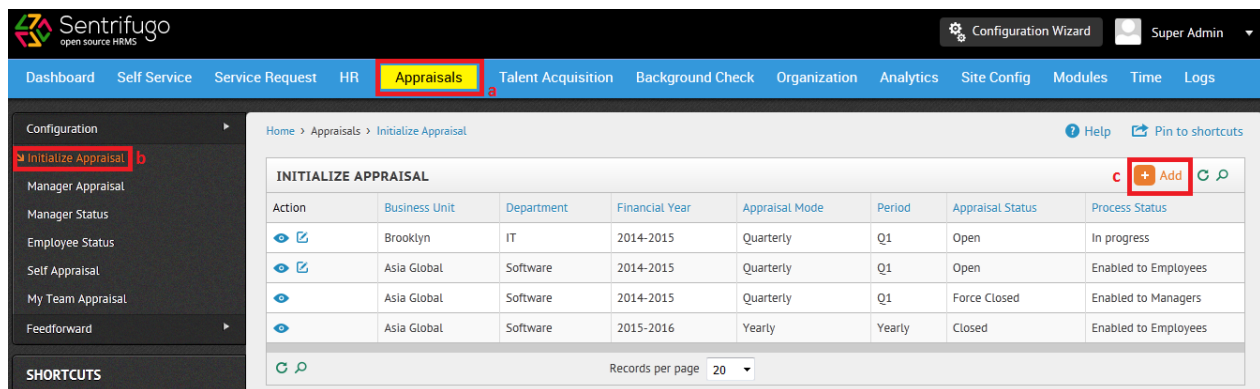 Sentrifugo
open source HRMS
Configuration Wizard Super Admin
Dashboard Self Service Service Request HR Appraisals Talent Acquisition Background Check Organization Analytics Site Config Modules Time Logs
a
Configuration
Home › Appraisals › Initialize Appraisal
Help Pin to shortcuts
Initialize Appraisal b
Manager Appraisal
Manager Status
Employee Status
Self Appraisal
My Team Appraisal
Feedforward
SHORTCUTS
INITIALIZE APPRAISAL c + Add
Action Business Unit Department Financial Year Appraisal Mode Period Appraisal Status Process Status
Brooklyn IT 2014-2015 Quarterly Q1 Open In progress
Asia Global Software 2014-2015 Quarterly Q1 Open Enabled to Employees
Asia Global Software 2014-2015 Quarterly Q1 Force Closed Enabled to Managers
Asia Global Software 2015-2016 Yearly Yearly Closed Enabled to Employees
Records per page 20